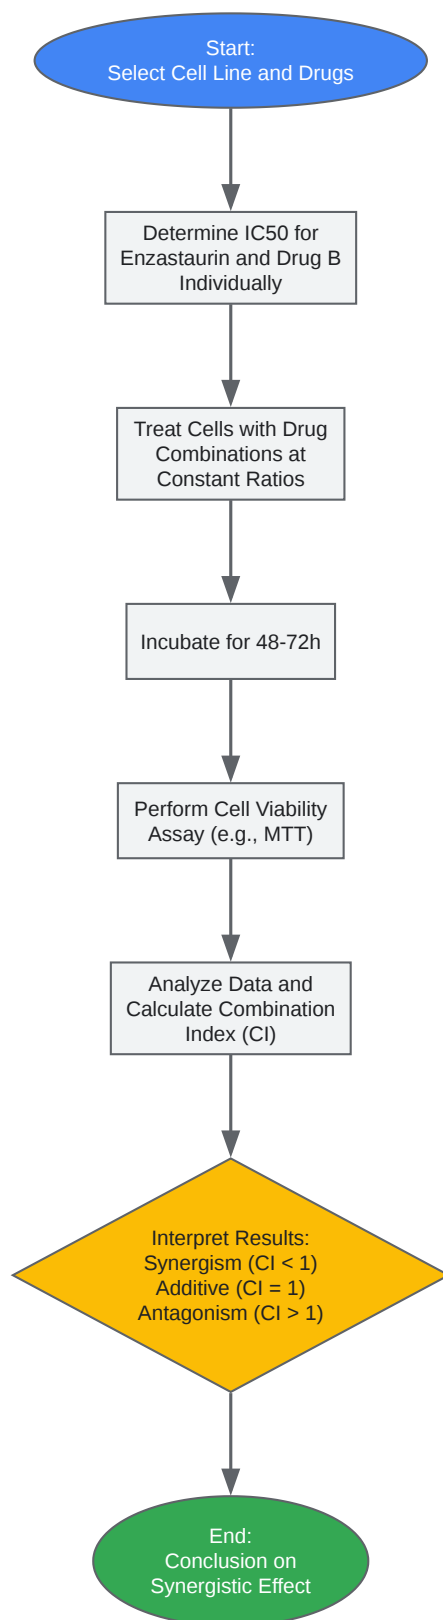 Start:
Select Cell Line and Drugs
Determine IC50 for
Enzastaurin and Drug B
Individually
Treat Cells with Drug
Combinations at
Constant Ratios
Incubate for 48-72h
Perform Cell Viability
Assay (e.g., MTT)
Analyze Data and
Calculate Combination
Index (CI)
Interpret Results:
Synergism (CI < 1)
Additive (CI = 1)
Antagonism (CI > 1)
End:
Conclusion on
Synergistic Effect